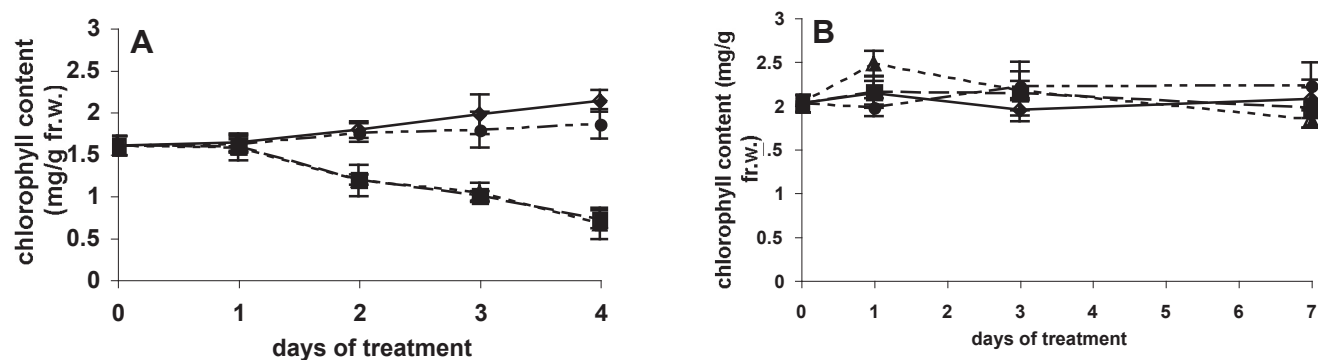 A
chlorophyll content
(mg/g fr.w.)
3
2.5
2
1.5
1
0.5
0
0 1 2 3 4
days of treatment
B
chlorophyll content (mg/g
fr.w.)
3
2.5
2
1.5
1
0.5
0
0 1 2 3 4 5 6 7
days of treatment